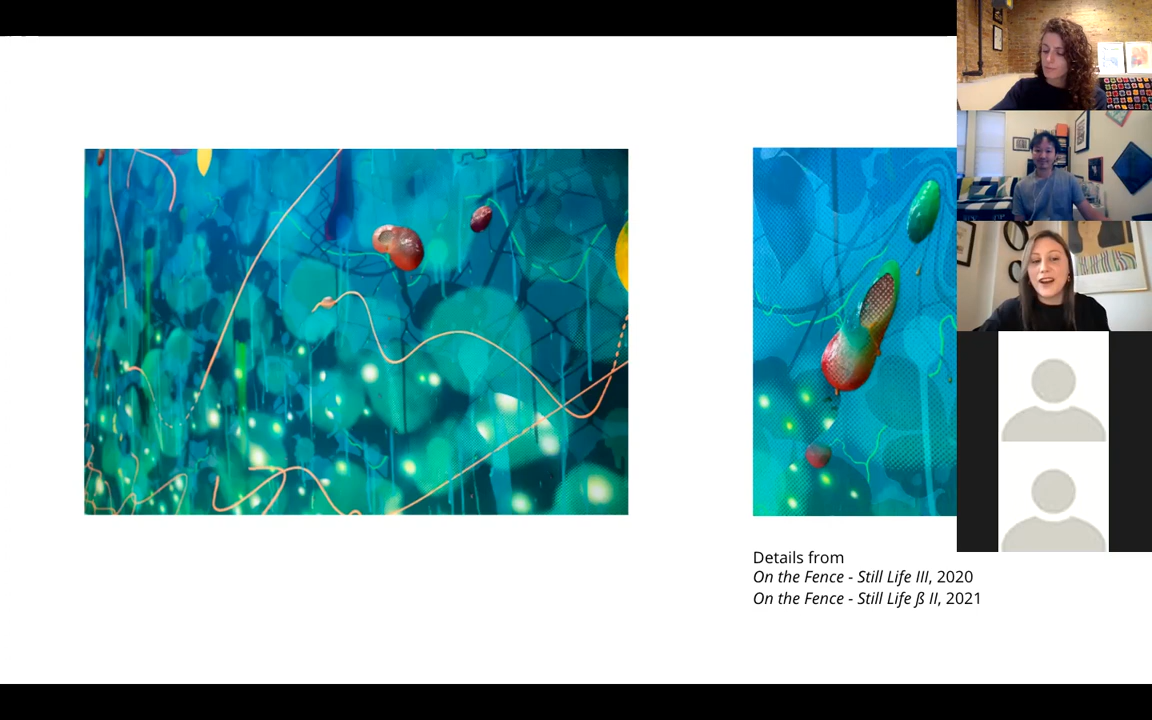 Details from
On the Fence - Still Life III, 2020
On the Fence - Still Life ß II, 2021